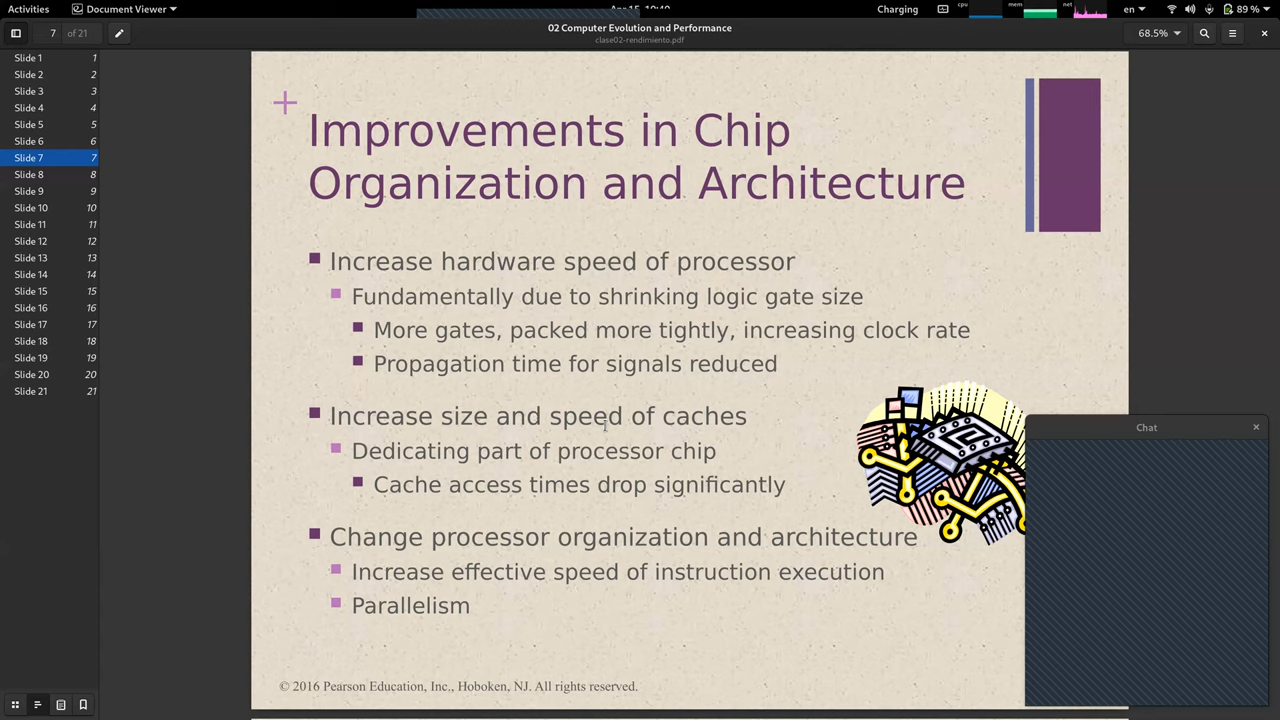 Activities
Document Viewer
Charging
cpu
mem
net
en
89 %
7
of 21
02 Computer Evolution and Performance
clase02-rendimiento.pdf
68.5%
Slide 1 1
Slide 2 2
Slide 3 3
Slide 4 4
Slide 5 5
Slide 6 6
Slide 7 7
Slide 8 8
Slide 9 9
Slide 10 10
Slide 11 11
Slide 12 12
Slide 13 13
Slide 14 14
Slide 15 15
Slide 16 16
Slide 17 17
Slide 18 18
Slide 19 19
Slide 20 20
Slide 21 21
+
Improvements in Chip
Organization and Architecture
Increase hardware speed of processor
Fundamentally due to shrinking logic gate size
More gates, packed more tightly, increasing clock rate
Propagation time for signals reduced
Increase size and speed of caches
Dedicating part of processor chip
Cache access times drop significantly
Change processor organization and architecture
Increase effective speed of instruction execution
Parallelism
© 2016 Pearson Education, Inc., Hoboken, NJ. All rights reserved.
Chat